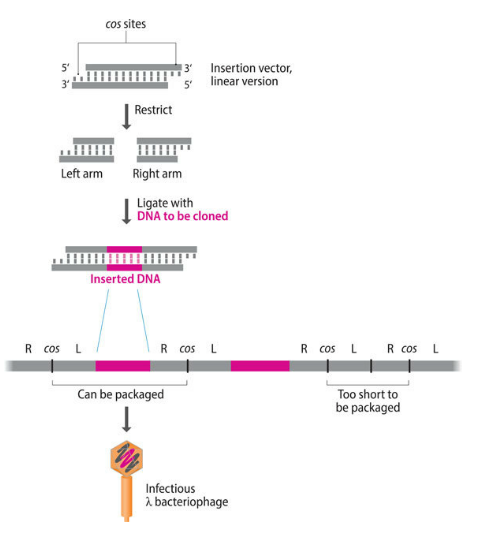 cos sites
5′ 3′ Insertion vector,
3′ 5′ linear version
Restrict
Left arm Right arm
Ligate with
DNA to be cloned
Inserted DNA
R cos L R cos L R cos L R cos L
Can be packaged Too short to
be packaged
Infectious
λ bacteriophage